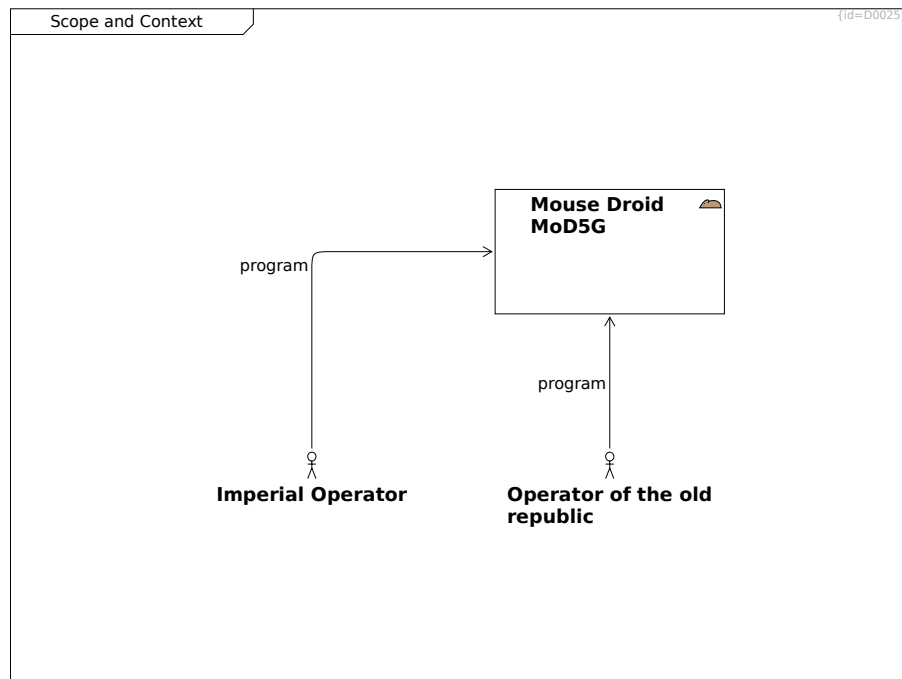 Scope and Context
{id=D0025
Mouse Droid
MoD5G
program
program
Imperial Operator
Operator of the old
republic